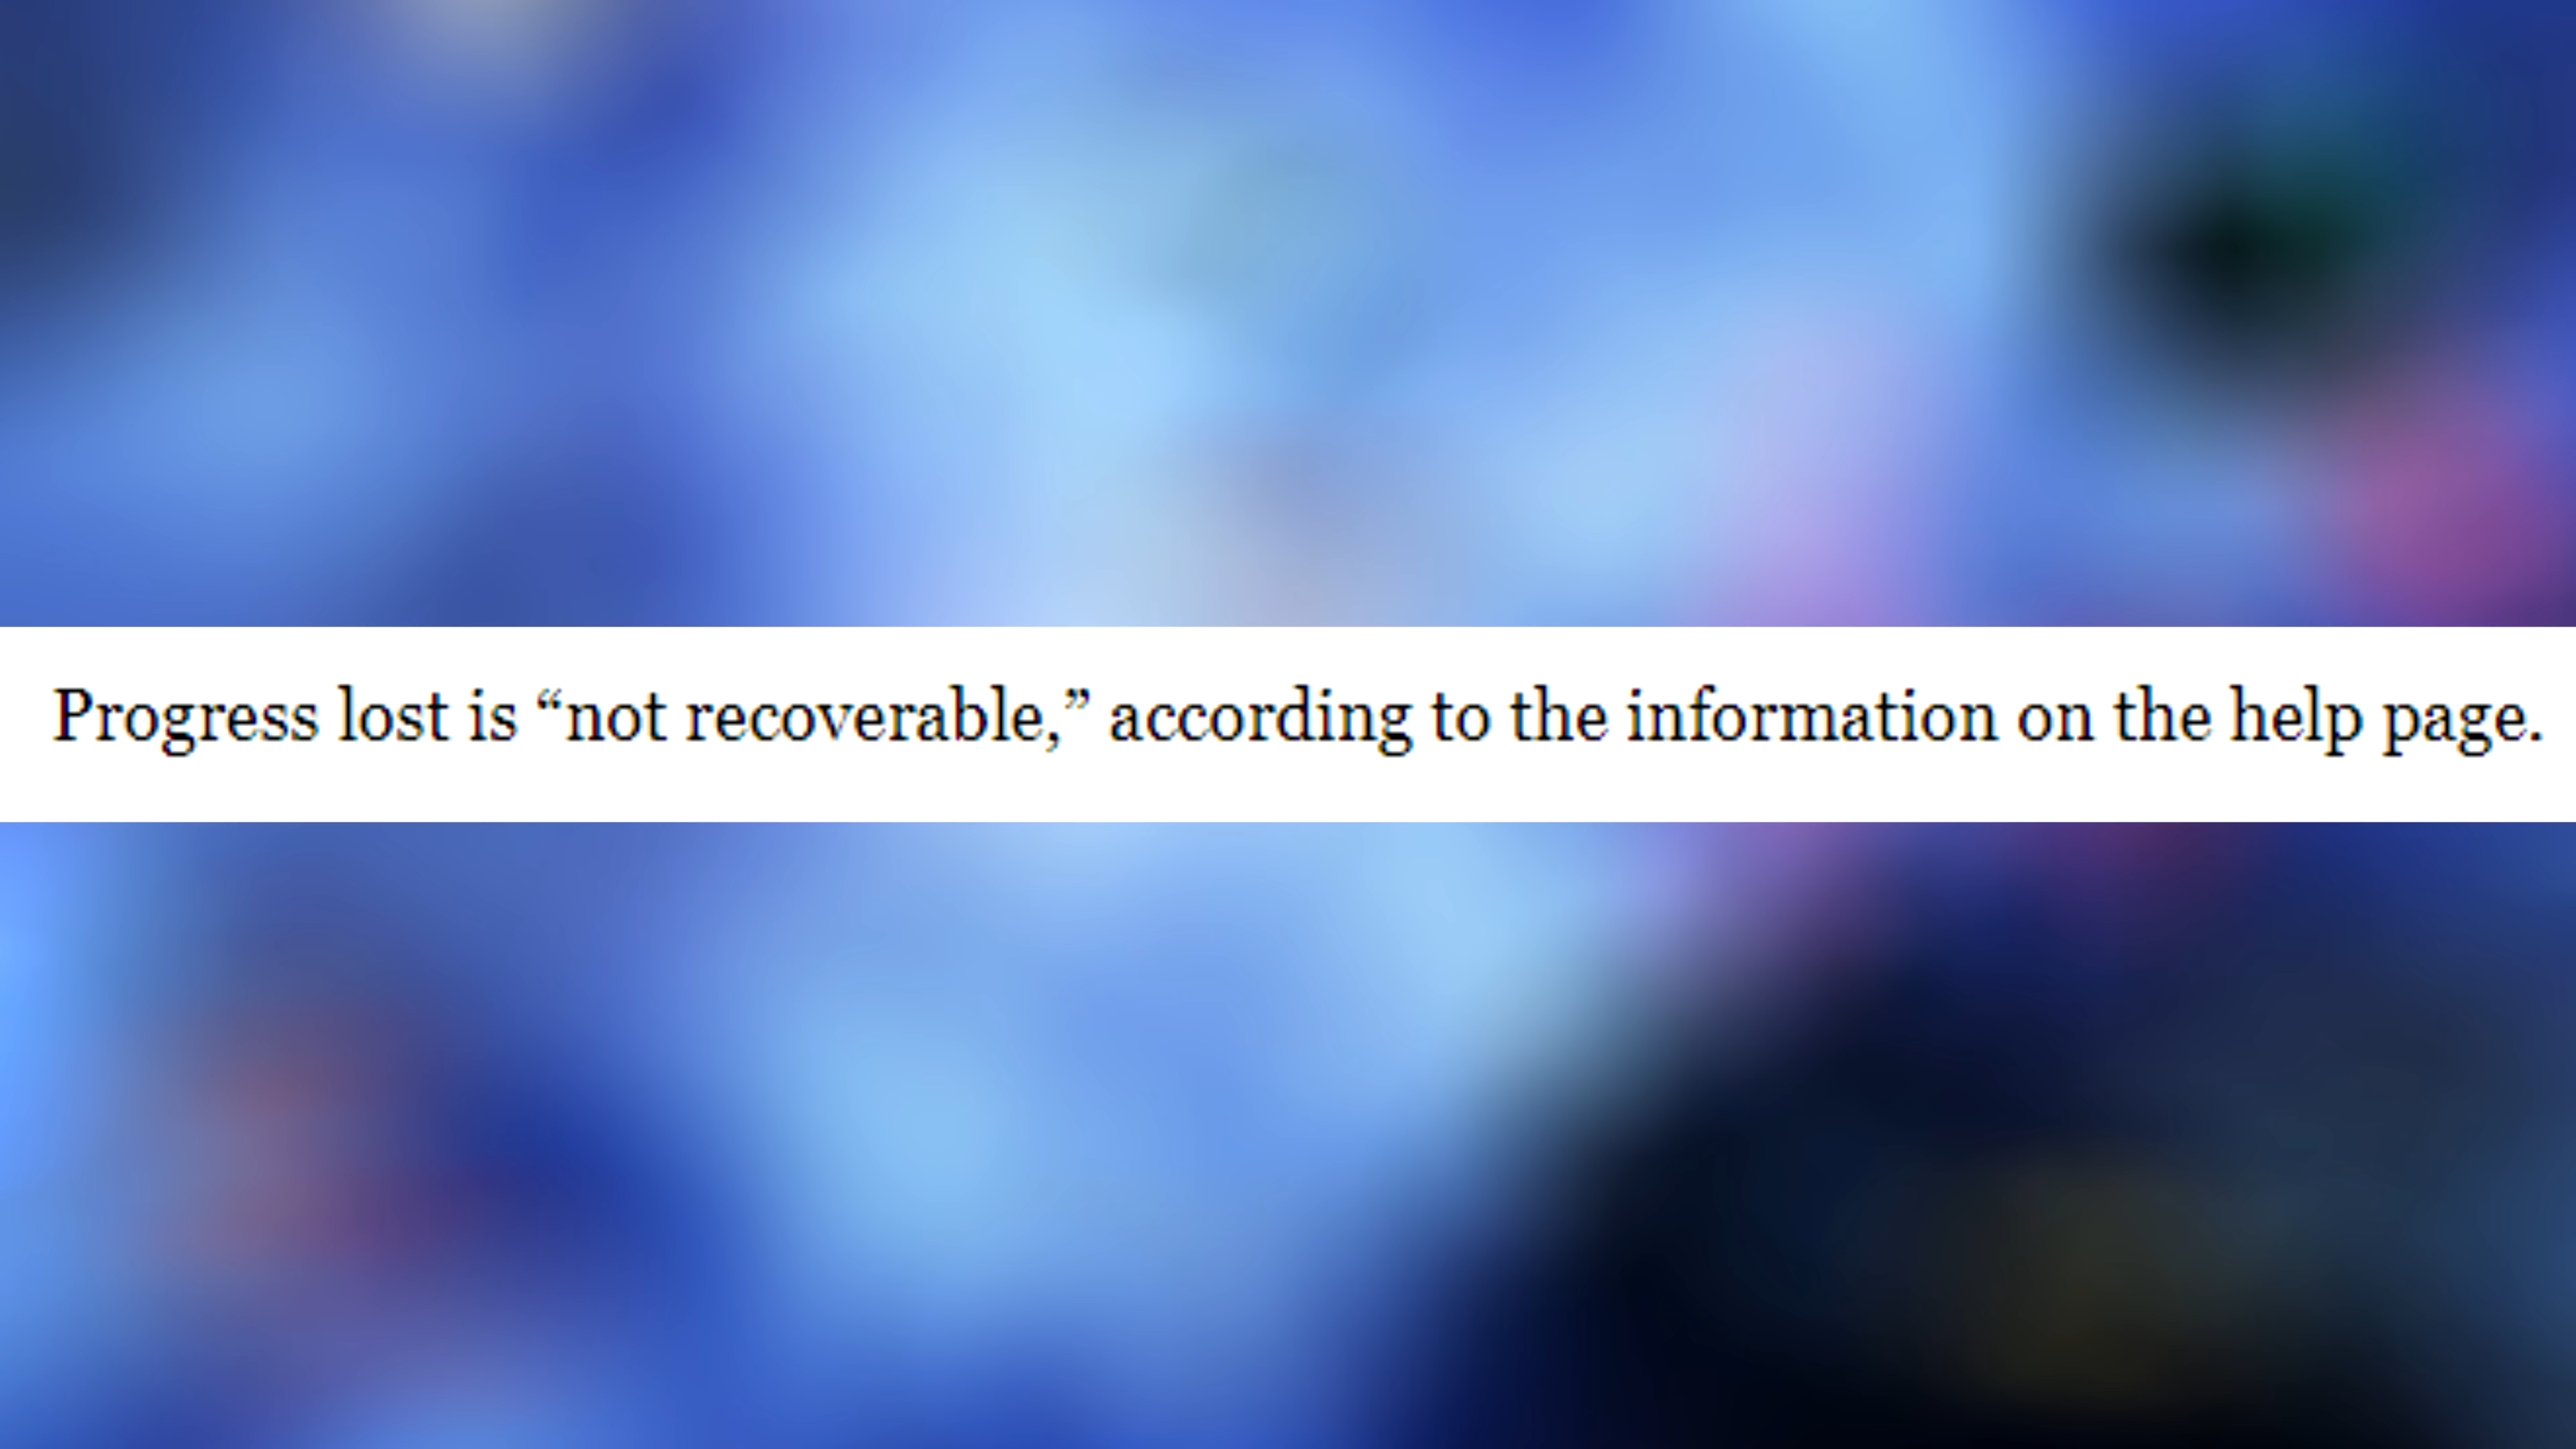 Progress lost is “not recoverable,” according to the information on the help page.